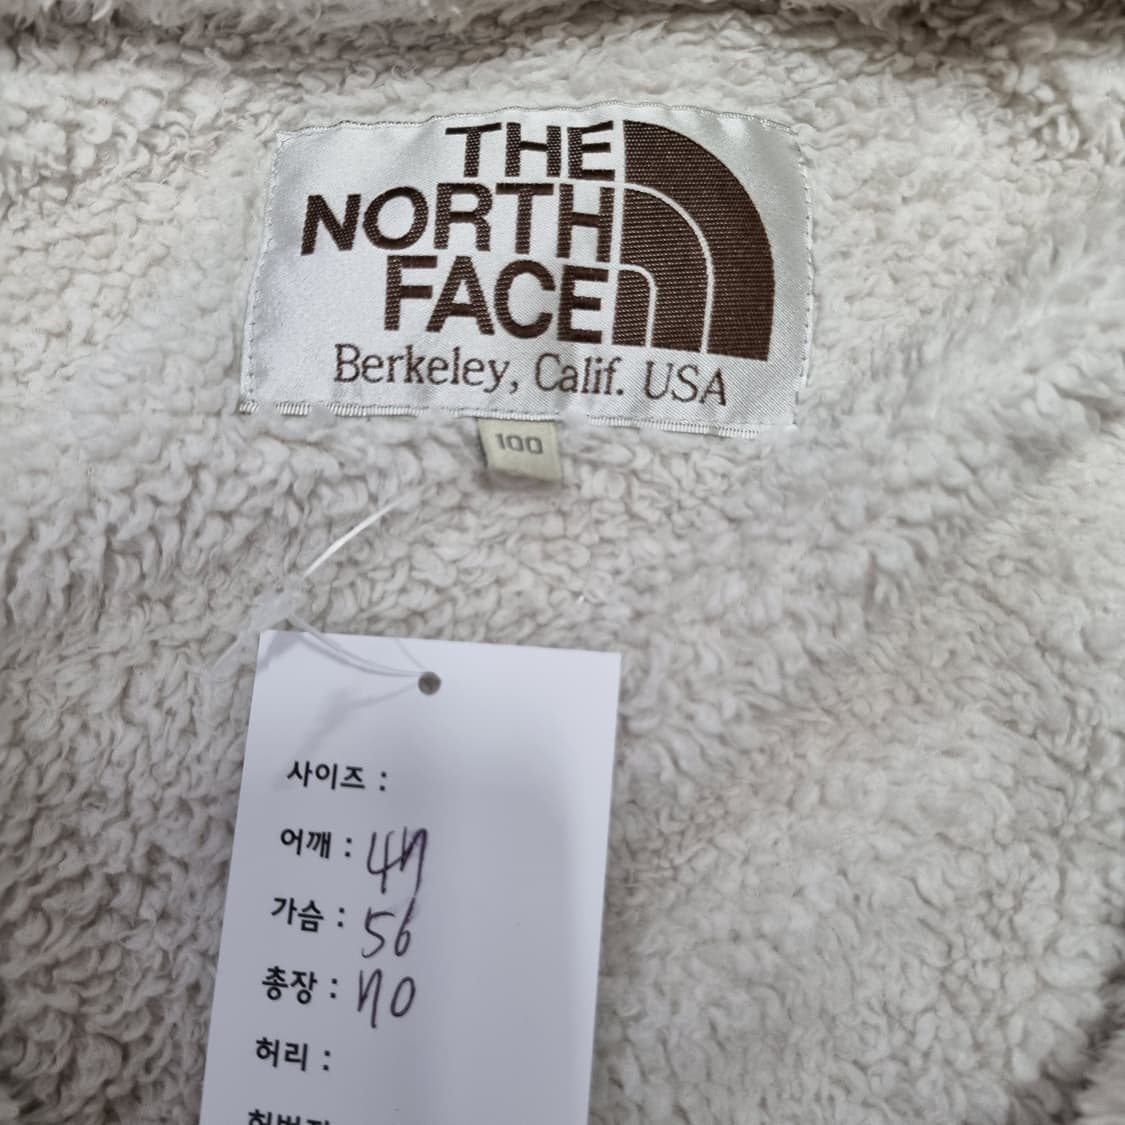 THE
NORTH
FACE
Berkeley, Calif. USA
100
사이즈 :
어깨 : 47
가슴 : 56
총장 : 70
허리 :